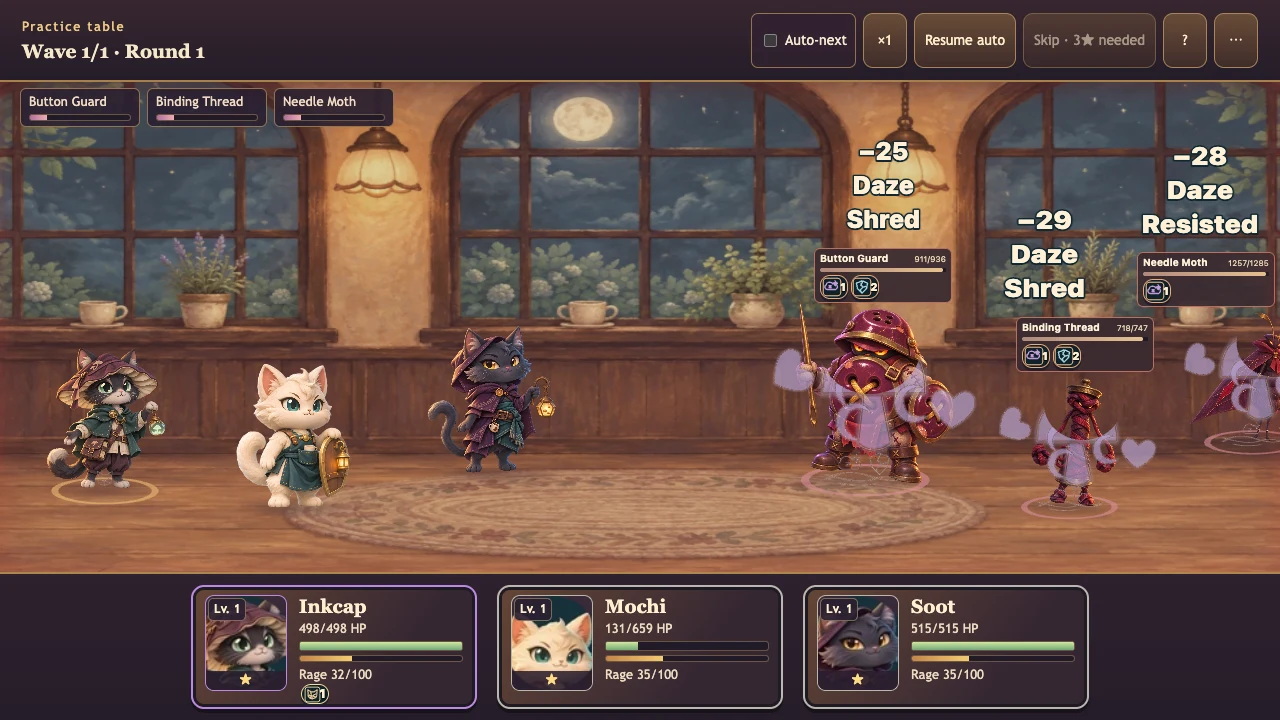 Practice table
Wave 1/1 · Round 1
Auto-next
×1
Resume auto
Skip · 3★ needed
?
···
Button Guard
Binding Thread
Needle Moth
−25
Daze
Shred
−29
Daze
Shred
−28
Daze
Resisted
Button Guard 911/936
1 2
Binding Thread 718/747
1 2
Needle Moth 1257/1285
1
Lv. 1
Inkcap
498/498 HP
Rage 32/100
1
Lv. 1
Mochi
131/659 HP
Rage 35/100
Lv. 1
Soot
515/515 HP
Rage 35/100